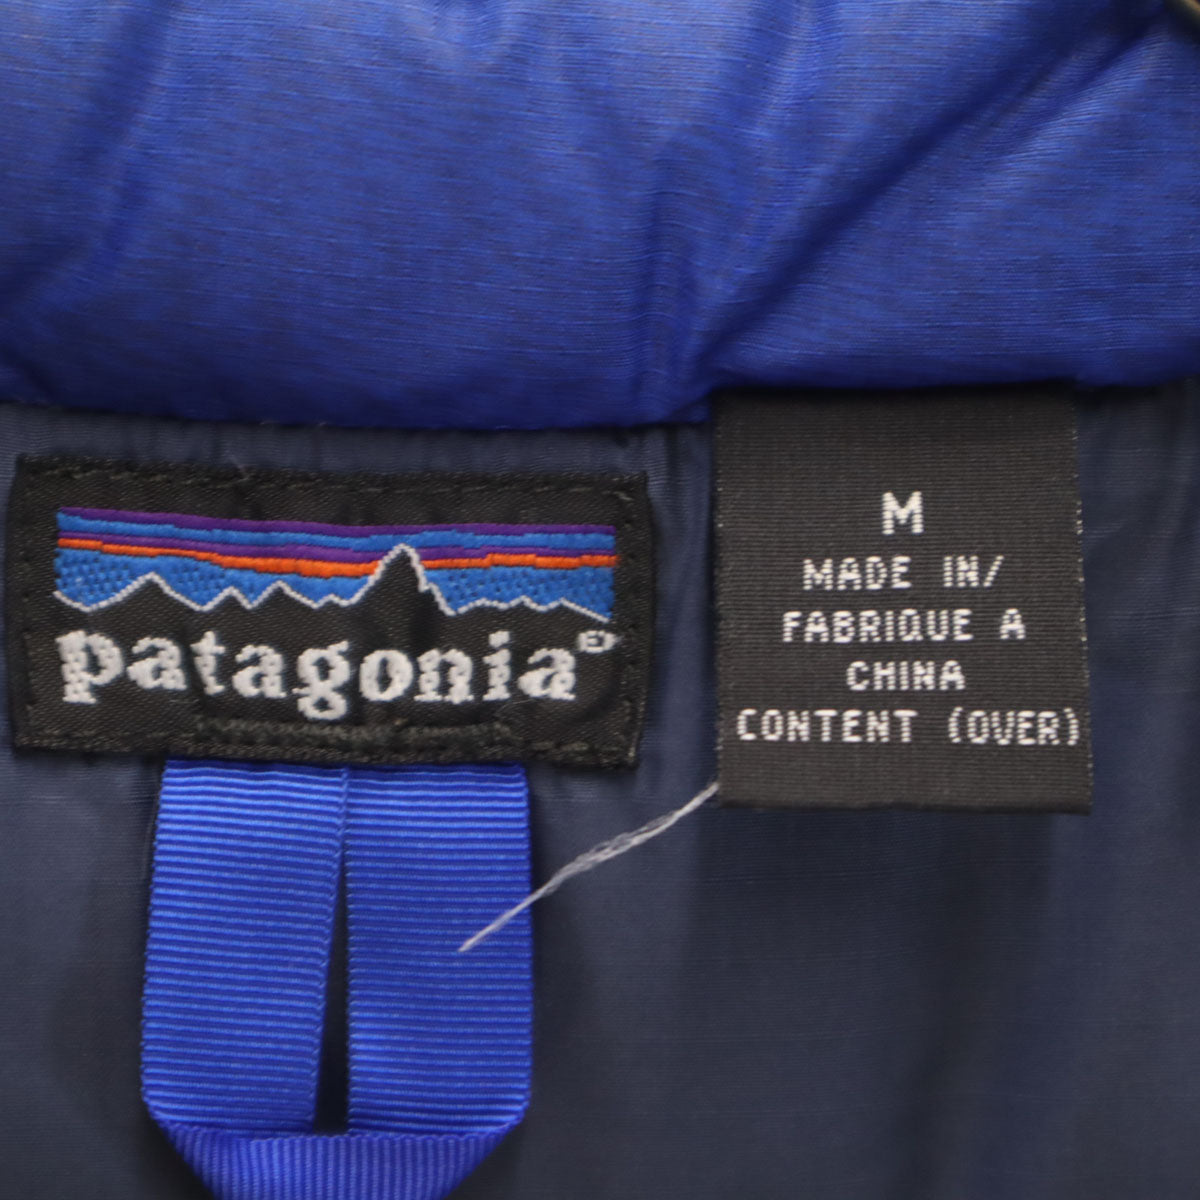 patagonia®
M
MADE IN/
FABRIQUE A
CHINA
CONTENT (OVER)